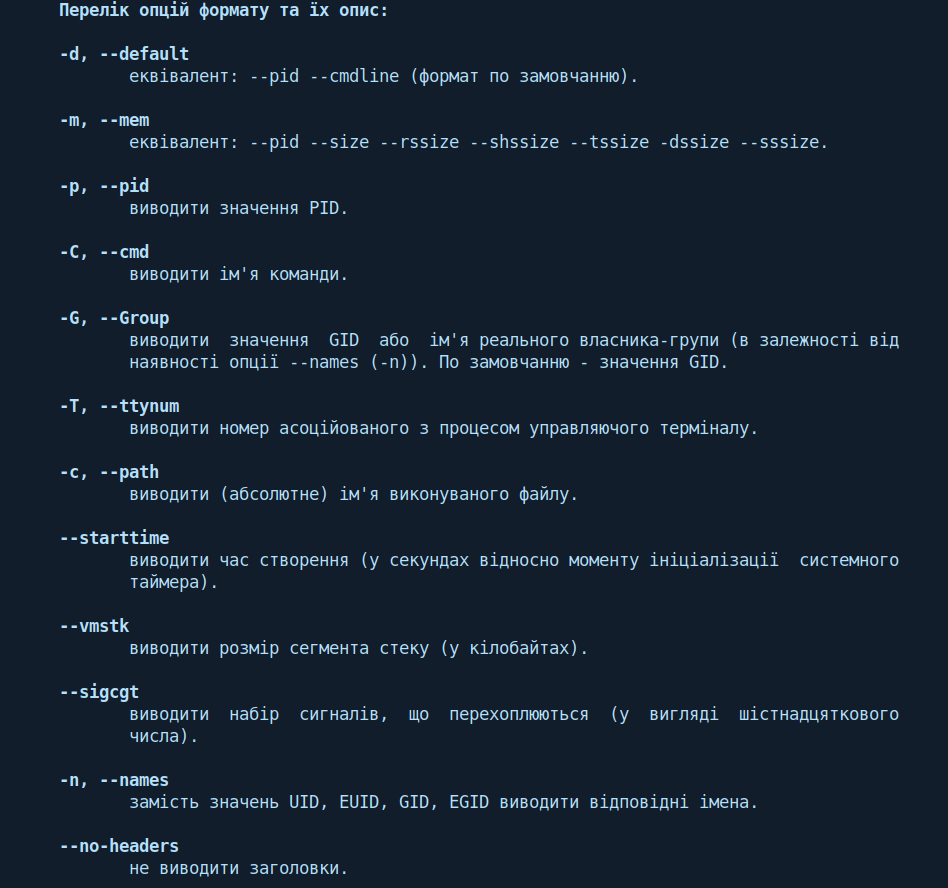 Перелік опцій формату та їх опис:
-d, --default
еквівалент: --pid --cmdline (формат по замовчанню).
-m, --mem
еквівалент: --pid --size --rssize --shssize --tssize -dssize --sssize.
-p, --pid
виводити значення PID.
-C, --cmd
виводити ім'я команди.
-G, --Group
виводити значення GID або ім'я реального власника-групи (в залежності від
наявності опції --names (-n)). По замовчанню - значення GID.
-T, --ttynum
виводити номер асоційованого з процесом управляючого терміналу.
-c, --path
виводити (абсолютне) ім'я виконуваного файлу.
--starttime
виводити час створення (у секундах відносно моменту ініціалізації системного
таймера).
--vmstk
виводити розмір сегмента стеку (у кілобайтах).
--sigcgt
виводити набір сигналів, що перехоплюються (у вигляді шістнадцяткового
числа).
-n, --names
замість значень UID, EUID, GID, EGID виводити відповідні імена.
--no-headers
не виводити заголовки.